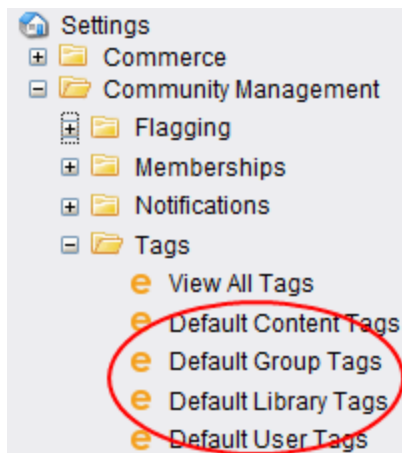 Settings
Commerce
Community Management
Flagging
Memberships
Notifications
Tags
View All Tags
Default Content Tags
Default Group Tags
Default Library Tags
Default User Tags